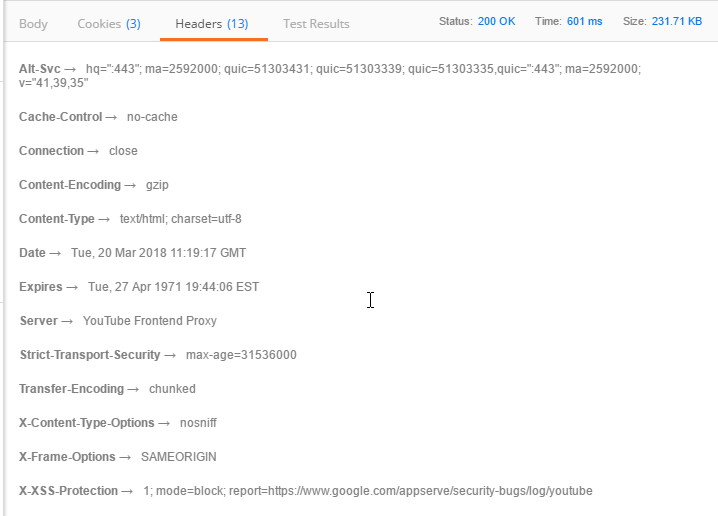 Body Cookies (3) Headers (13) Test Results Status: 200 OK Time: 601 ms Size: 231.71 KB
Alt-Svc → hq=":443"; ma=2592000; quic=51303431; quic=51303339; quic=51303335,quic=":443"; ma=2592000;
v="41,39,35"
Cache-Control → no-cache
Connection → close
Content-Encoding → gzip
Content-Type → text/html; charset=utf-8
Date → Tue, 20 Mar 2018 11:19:17 GMT
Expires → Tue, 27 Apr 1971 19:44:06 EST
Server → YouTube Frontend Proxy
Strict-Transport-Security → max-age=31536000
Transfer-Encoding → chunked
X-Content-Type-Options → nosniff
X-Frame-Options → SAMEORIGIN
X-XSS-Protection → 1; mode=block; report=https://www.google.com/appserve/security-bugs/log/youtube